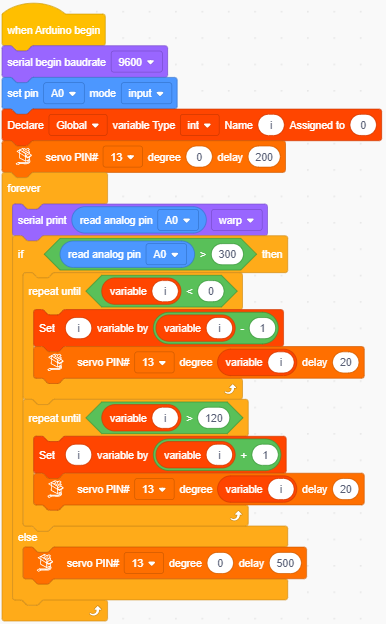 when Arduino begin
serial begin baudrate 9600
set pin A0 mode input
Declare Global variable Type int Name i Assigned to 0
servo PIN# 13 degree 0 delay 200
forever
serial print read analog pin A0 warp
if read analog pin A0 > 300 then
repeat until variable i < 0
Set i variable by variable i - 1
servo PIN# 13 degree variable i delay 20
repeat until variable i > 120
Set i variable by variable i + 1
servo PIN# 13 degree variable i delay 20
else
servo PIN# 13 degree 0 delay 500